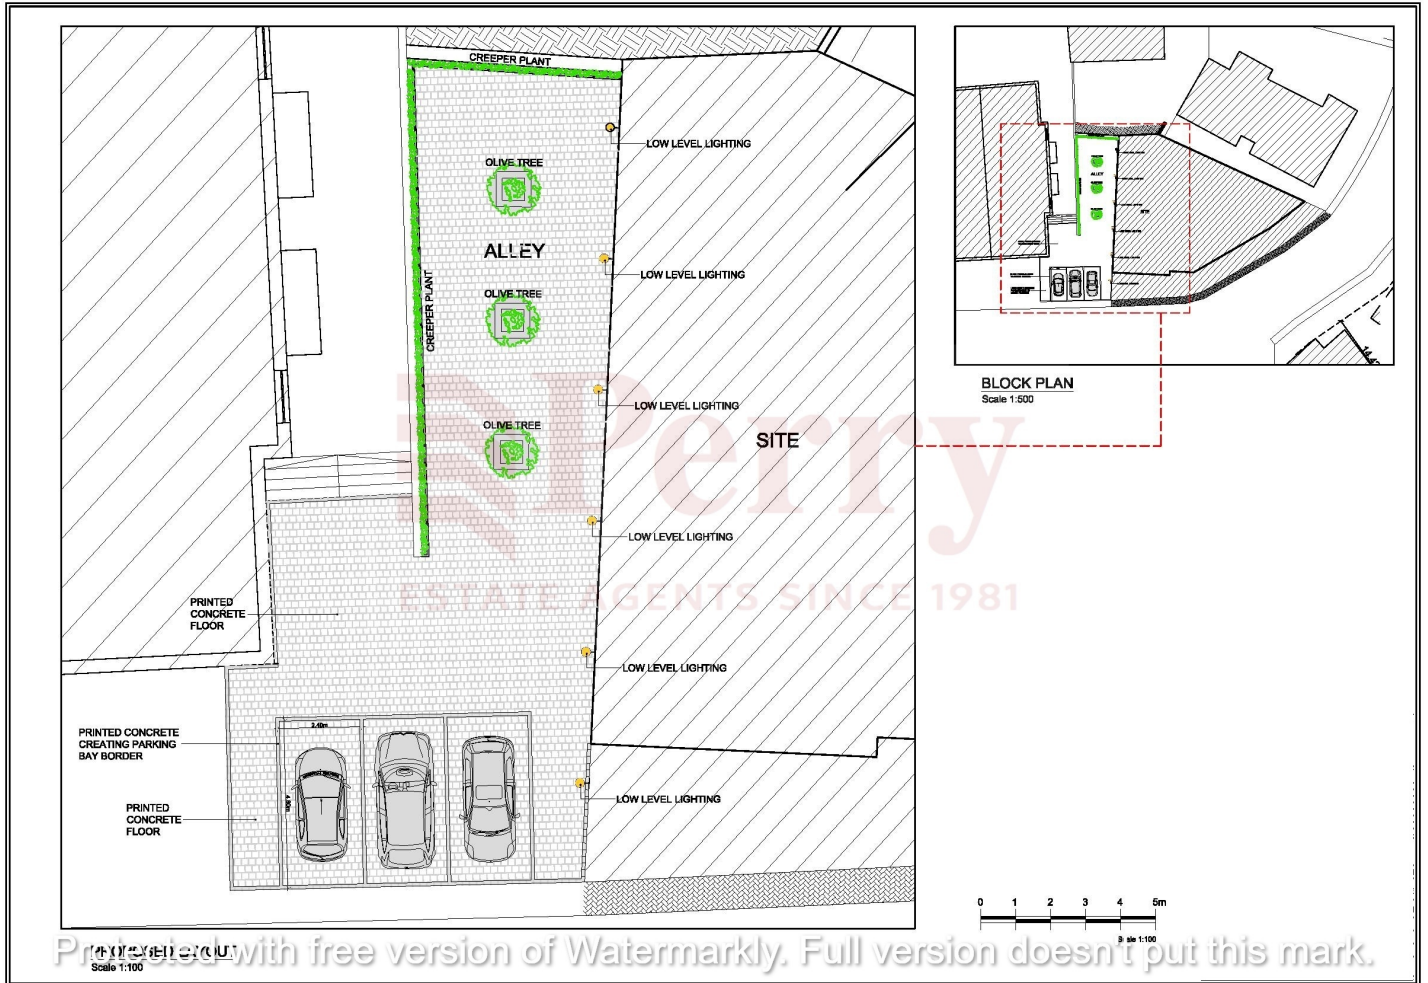 CREEPER PLANT
LOW LEVEL LIGHTING
OLIVE TREE
ALLEY
LOW LEVEL LIGHTING
CREEPER PLANT
OLIVE TREE
LOW LEVEL LIGHTING
OLIVE TREE
SITE
LOW LEVEL LIGHTING
PRINTED
CONCRETE
FLOOR
LOW LEVEL LIGHTING
PRINTED CONCRETE
CREATING PARKING
BAY BORDER
2.40m
PRINTED
CONCRETE
FLOOR
LOW LEVEL LIGHTING
PROPOSED LAYOUT
Scale 1:100
ALLEY
SITE
BLOCK PLAN
Scale 1:500
0 1 2 3 4 5m
Scale 1:100
Perry
ESTATE AGENTS SINCE 1981
Protected with free version of Watermarkly. Full version doesn't put this mark.